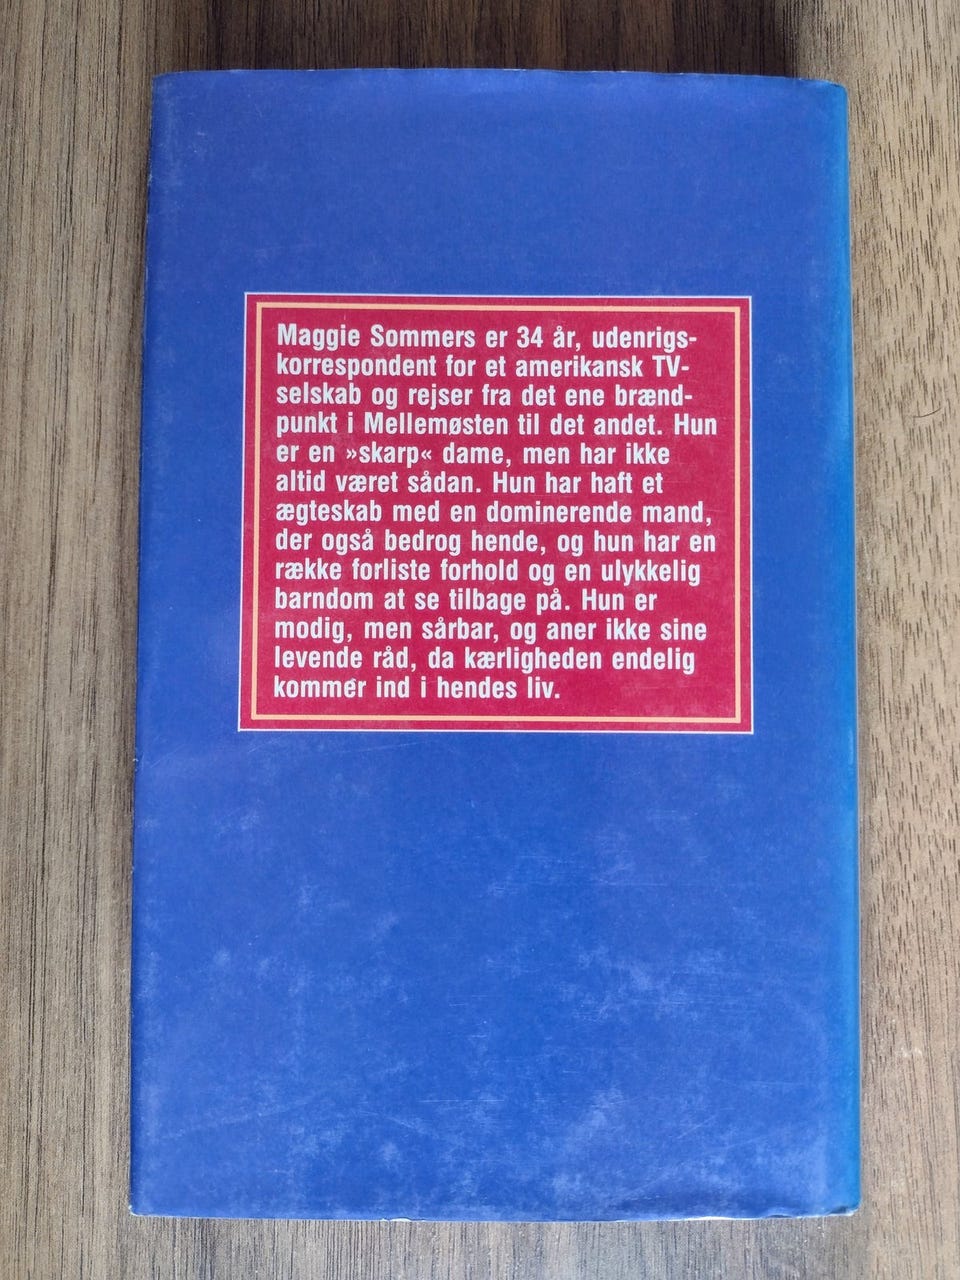 Maggie Sommers er 34 år, udenrigs-
korrespondent for et amerikansk TV-
selskab og rejser fra det ene brænd-
punkt i Mellemøsten til det andet. Hun
er en »skarp« dame, men har ikke
altid været sådan. Hun har haft et
ægteskab med en dominerende mand,
der også bedrog hende, og hun har en
række forliste forhold og en ulykkelig
barndom at se tilbage på. Hun er
modig, men sårbar, og aner ikke sine
levende råd, da kærligheden endelig
kommer ind i hendes liv.